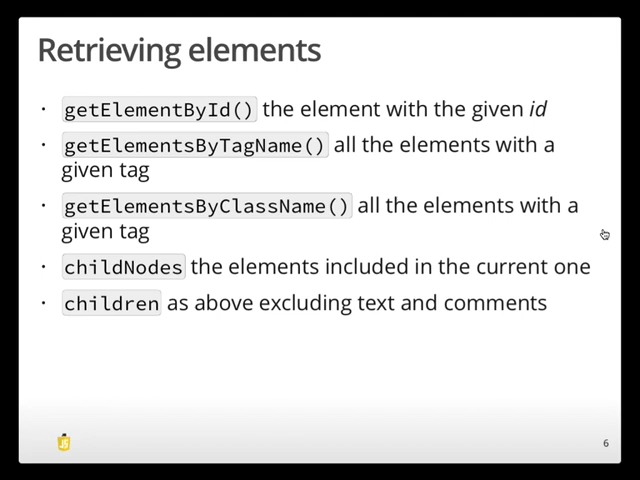 Retrieving elements
· getElementById() the element with the given id
· getElementsByTagName() all the elements with a
given tag
· getElementsByClassName() all the elements with a
given tag
· childNodes the elements included in the current one
· children as above excluding text and comments
JS
6